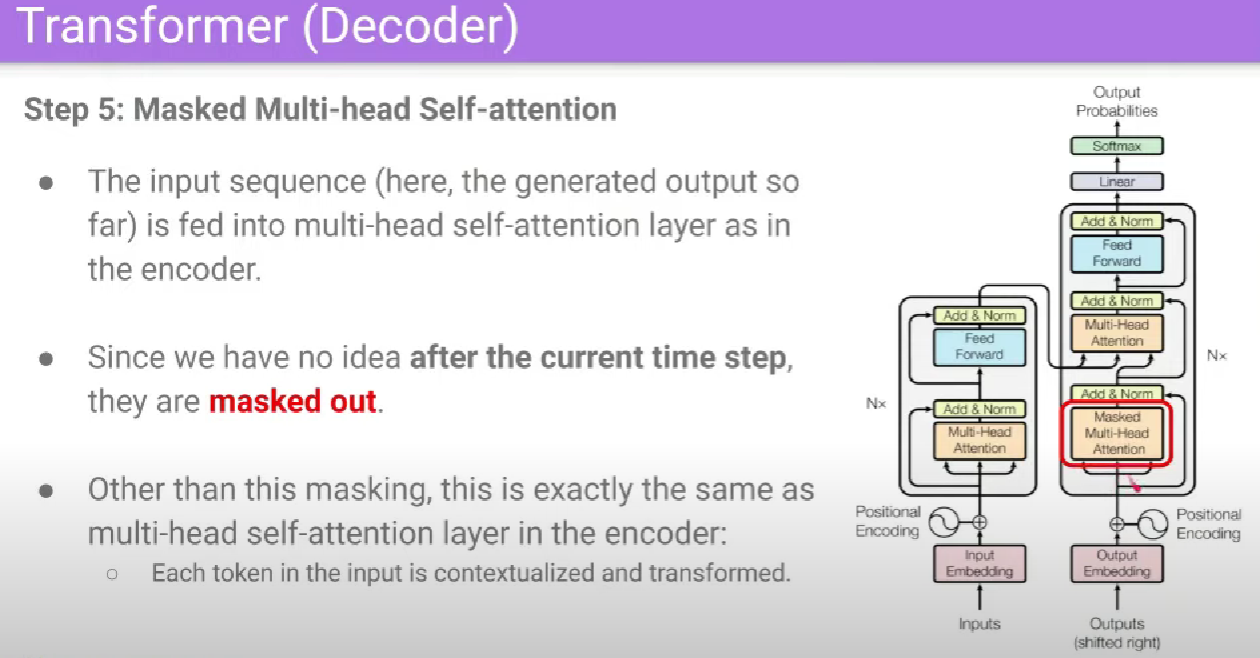 Transformer (Decoder)
Step 5: Masked Multi-head Self-attention
● The input sequence (here, the generated output so
far) is fed into multi-head self-attention layer as in
the encoder.
● Since we have no idea after the current time step,
they are masked out.
● Other than this masking, this is exactly the same as
multi-head self-attention layer in the encoder:
○ Each token in the input is contextualized and transformed.
Output
Probabilities
Softmax
Linear
Add & Norm
Feed
Forward
Add & Norm
Multi-Head
Attention
Nx
Add & Norm
Masked
Multi-Head
Attention
Positional
Encoding
Output
Embedding
Outputs
(shifted right)
Add & Norm
Feed
Forward
Nx
Add & Norm
Multi-Head
Attention
Positional
Encoding
Input
Embedding
Inputs